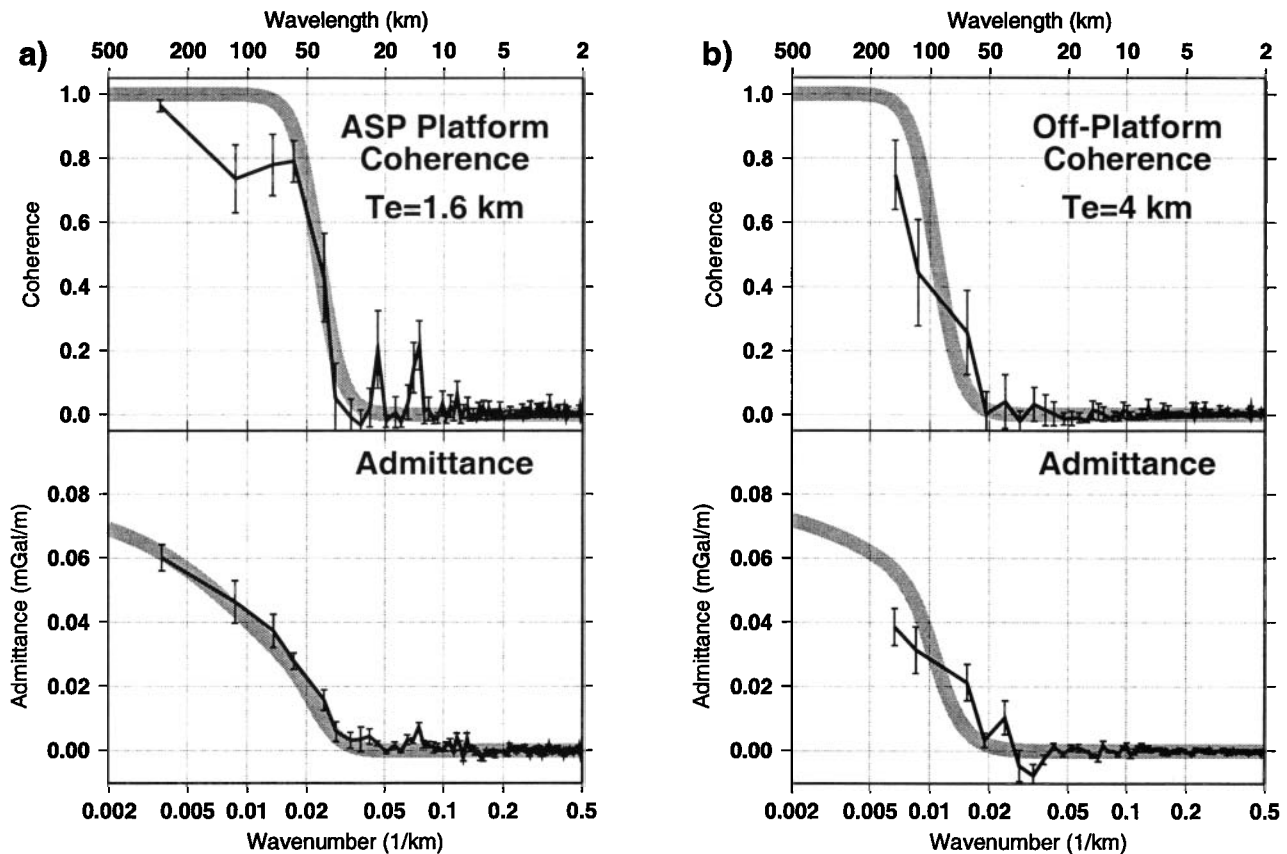 a)
Wavelength (km)
500 200 100 50 20 10 5 2
1.0
0.8
0.6
0.4
0.2
0.0
Coherence
ASP Platform
Coherence
Te=1.6 km
Admittance
0.08
0.06
0.04
0.02
0.00
Admittance (mGal/m)
0.002 0.005 0.01 0.02 0.05 0.1 0.2 0.5
Wavenumber (1/km)
b)
Wavelength (km)
500 200 100 50 20 10 5 2
1.0
0.8
0.6
0.4
0.2
0.0
Coherence
Off-Platform
Coherence
Te=4 km
Admittance
0.08
0.06
0.04
0.02
0.00
Admittance (mGal/m)
0.002 0.005 0.01 0.02 0.05 0.1 0.2 0.5
Wavenumber (1/km)